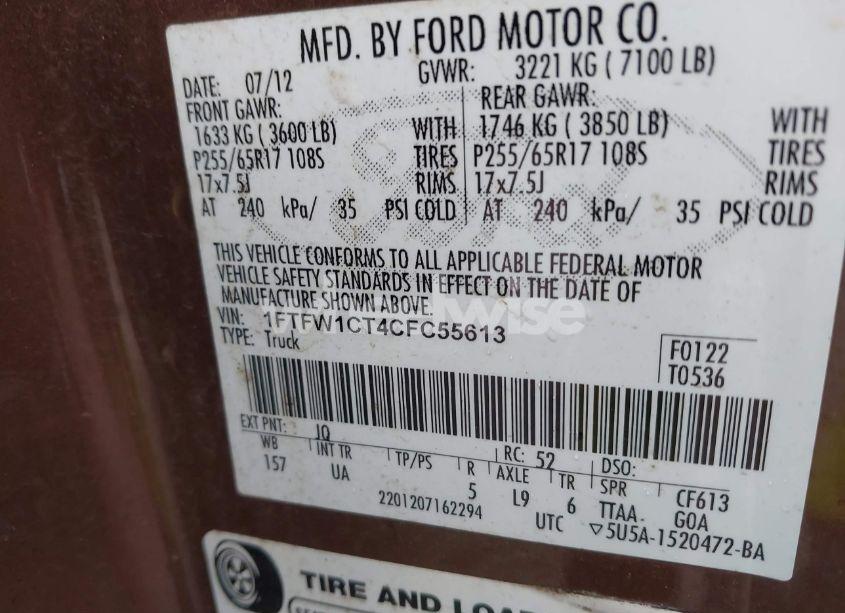 MFD. BY FORD MOTOR CO.
DATE: 07/12 GVWR: 3221 KG ( 7100 LB)
FRONT GAWR: REAR GAWR:
1633 KG ( 3600 LB) WITH 1746 KG ( 3850 LB) WITH
P255/65R17 108S TIRES P255/65R17 108S TIRES
17x7.5J RIMS 17x7.5J RIMS
AT 240 kPa/ 35 PSI COLD AT 240 kPa/ 35 PSI COLD
THIS VEHICLE CONFORMS TO ALL APPLICABLE FEDERAL MOTOR
VEHICLE SAFETY STANDARDS IN EFFECT ON THE DATE OF
MANUFACTURE SHOWN ABOVE.
VIN: 1FTFW1CT4CFC55613
TYPE: Truck
F0122
T0536
EXT PNT: JQ RC: 52 DSO:
WB INT TR TP/PS R AXLE TR SPR CF613
157 UA 5 L9 6 TTAA GOA
2201207162294 UTC ▽5U5A-1520472-BA
TIRE AND LOAD